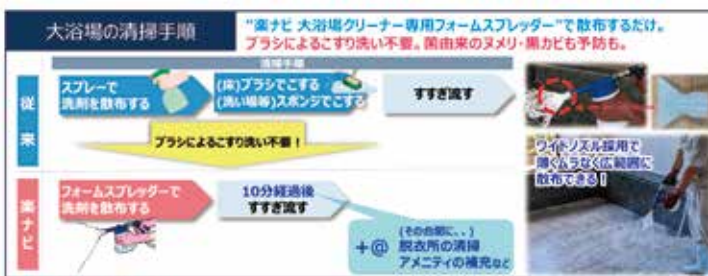 大浴場の清掃手順
“楽ナビ 大浴場クリーナー専用フォームスプレッダー”で散布するだけ。
ブラシによるこすり洗い不要。菌由来のヌメリ・黒カビも予防も。
清掃手順
従来
スプレーで
洗剤を散布する
(床)ブラシでこする
(洗い場等)スポンジでこする
すすぎ流す
ブラシによるこすり洗い不要！
ワイドノズル採用で
薄くムラなく広範囲に
散布できる！
楽ナビ
フォームスプレッダーで
洗剤を散布する
10分経過後
すすぎ流す
+@
(その合間に、、)
脱衣所の清掃
アメニティの補充など